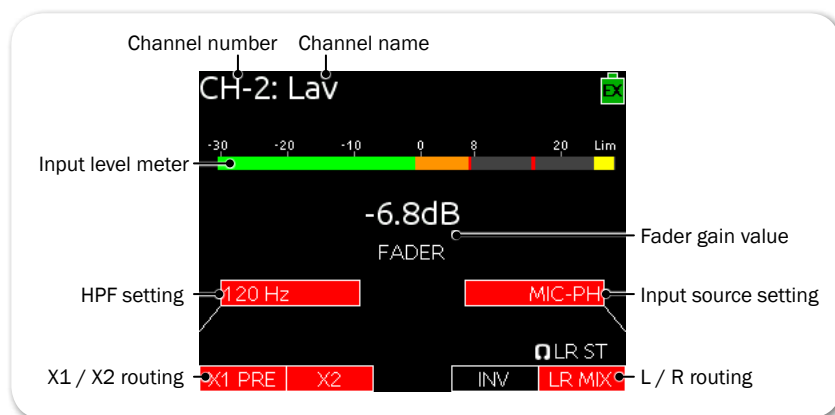 Channel number Channel name
CH-2: Lav EX
-30 -20 -10 0 8 20 Lim
Input level meter
-6.8dB
Fader gain value
FADER
HPF setting 120 Hz MIC-PH Input source setting
LR ST
X1 / X2 routing X1 PRE X2 INV LR MIX L / R routing